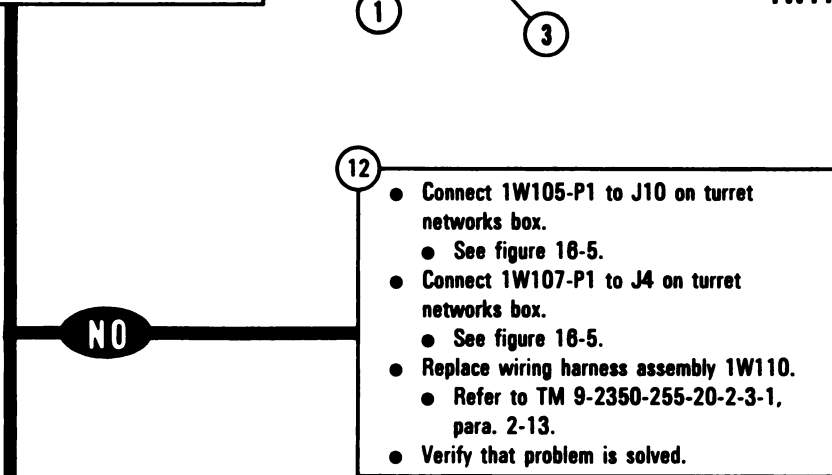 1
3
12
● Connect 1W105-P1 to J10 on turret
networks box.
● See figure 16-5.
● Connect 1W107-P1 to J4 on turret
networks box.
● See figure 16-5.
NO
● Replace wiring harness assembly 1W110.
● Refer to TM 9-2350-255-20-2-3-1,
para. 2-13.
● Verify that problem is solved.